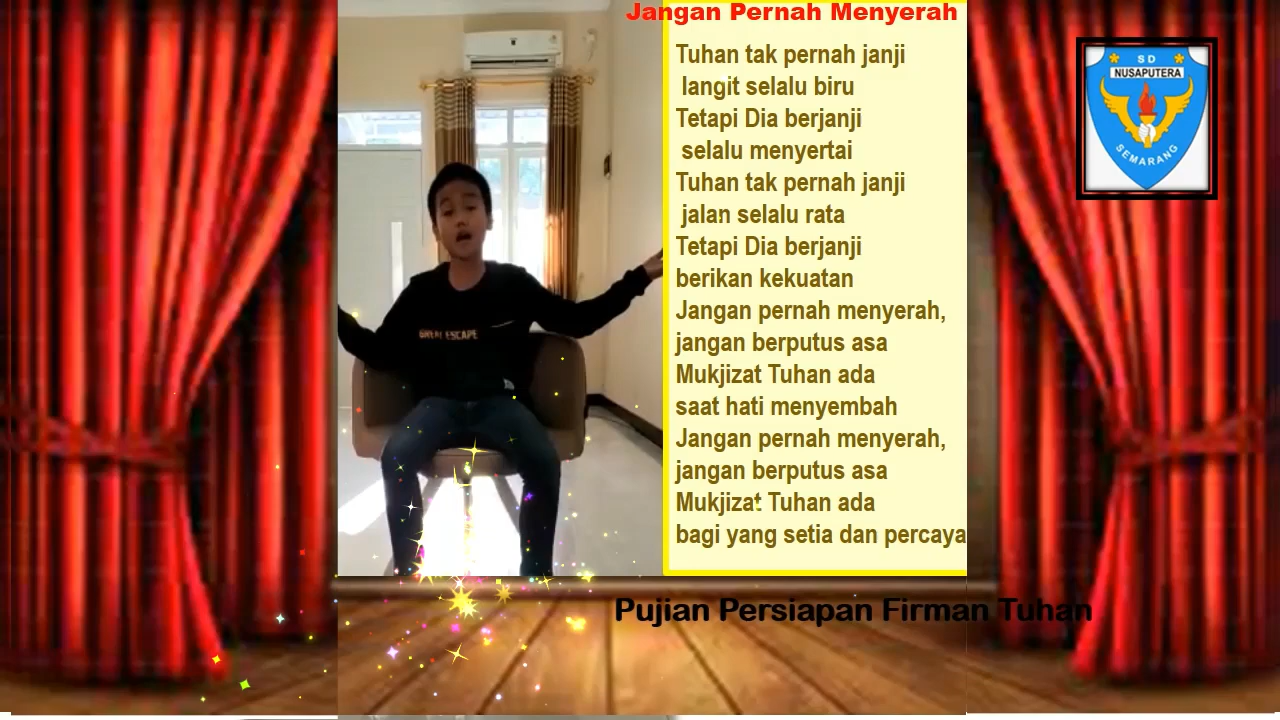 Jangan Pernah Menyerah
Tuhan tak pernah janji
langit selalu biru
Tetapi Dia berjanji
selalu menyertai
Tuhan tak pernah janji
jalan selalu rata
Tetapi Dia berjanji
berikan kekuatan
Jangan pernah menyerah,
jangan berputus asa
Mukjizat Tuhan ada
saat hati menyembah
Jangan pernah menyerah,
jangan berputus asa
Mukjizat Tuhan ada
bagi yang setia dan percaya
SD
NUSAPUTERA
SEMARANG
GREAT ESCAPE
Pujian Persiapan Firman Tuhan